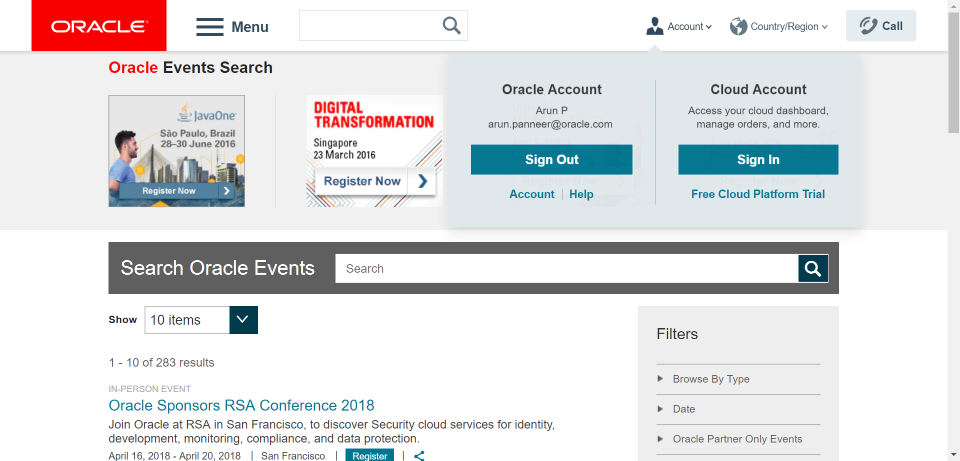 ORACLE
Menu
Account
Country/Region
Call
Oracle Events Search
JavaOne
São Paulo, Brazil
28–30 June 2016
Register Now
DIGITAL
TRANSFORMATION
Singapore
23 March 2016
Register Now
Oracle Account
Arun P
arun.panneer@oracle.com
Sign Out
Account | Help
Cloud Account
Access your cloud dashboard,
manage orders, and more.
Sign In
Free Cloud Platform Trial
Search Oracle Events
Search
Show 10 items
1 - 10 of 283 results
IN-PERSON EVENT
Oracle Sponsors RSA Conference 2018
Join Oracle at RSA in San Francisco, to discover Security cloud services for identity,
development, monitoring, compliance, and data protection.
April 16, 2018 - April 20, 2018 | San Francisco | Register |
Filters
Browse By Type
Date
Oracle Partner Only Events